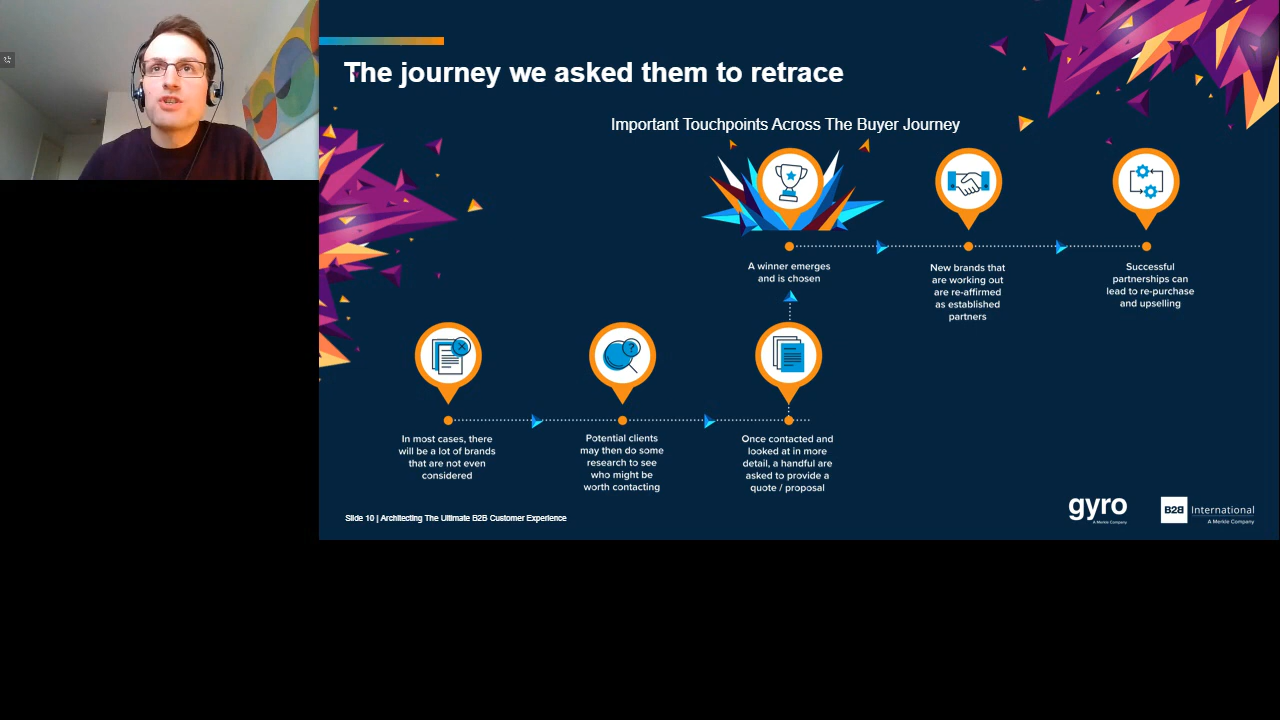 The journey we asked them to retrace
Important Touchpoints Across The Buyer Journey
A winner emerges
and is chosen
New brands that
are working out
are re-affirmed
as established
partners
Successful
partnerships can
lead to re-purchase
and upselling
?
In most cases, there
will be a lot of brands
that are not even
considered
Potential clients
may then do some
research to see
who might be
worth contacting
Once contacted and
looked at in more
detail, a handful are
asked to provide a
quote / proposal
Slide 10 | Architecting The Ultimate B2B Customer Experience
gyro
A Merkle Company
B2B International
A Merkle Company